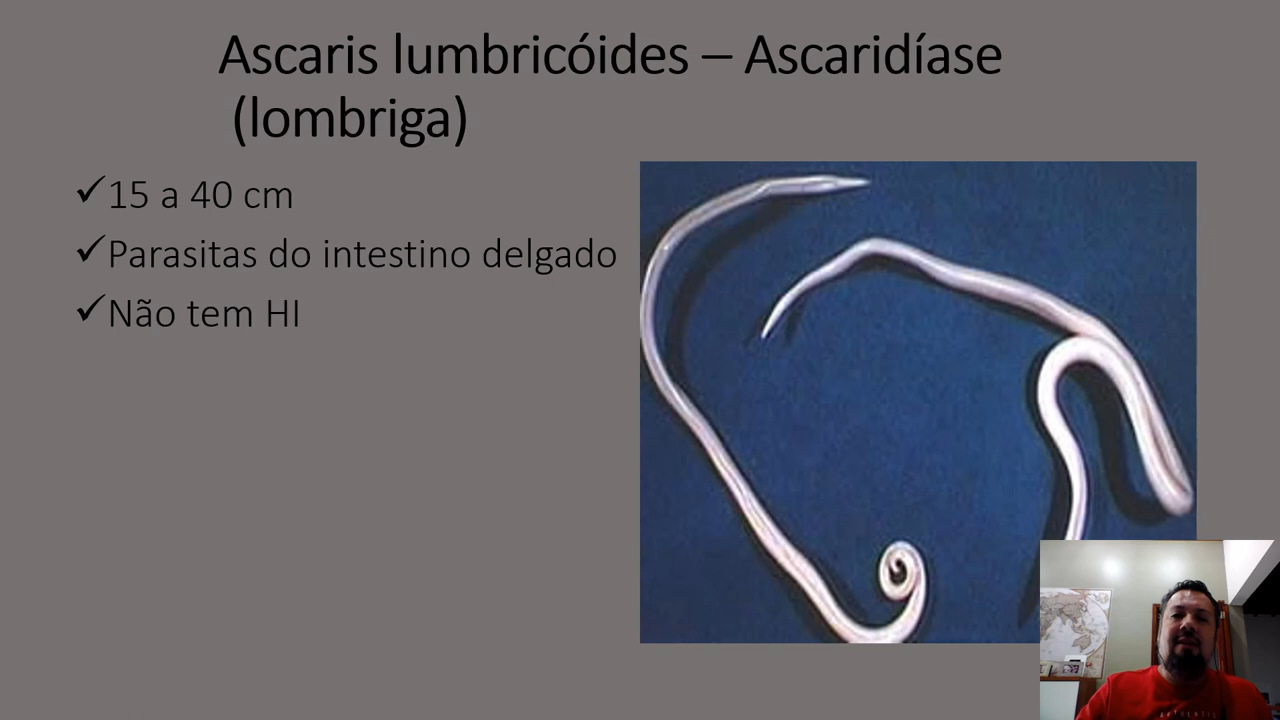 Ascaris lumbricóides – Ascaridíase
(lombriga)
✓15 a 40 cm
✓Parasitas do intestino delgado
✓Não tem HI